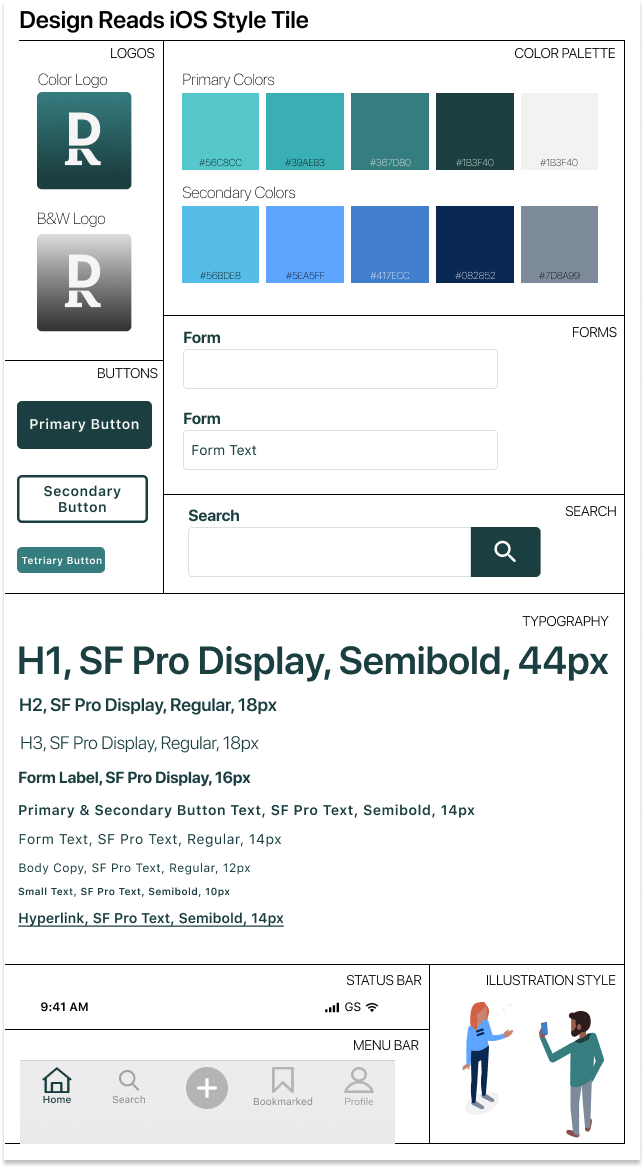 Design Reads iOS Style Tile
LOGOS
Color Logo
R
B&W Logo
R
COLOR PALETTE
Primary Colors
#56C8CC
#39AEB3
#367D80
#1B3F40
#1B3F40
Secondary Colors
#56BDE8
#5EA5FF
#417ECC
#082852
#7D8A99
BUTTONS
Primary Button
Secondary
Button
Tetriary Button
FORMS
Form
Form
Form Text
SEARCH
Search
TYPOGRAPHY
H1, SF Pro Display, Semibold, 44px
H2, SF Pro Display, Regular, 18px
H3, SF Pro Display, Regular, 18px
Form Label, SF Pro Display, 16px
Primary & Secondary Button Text, SF Pro Text, Semibold, 14px
Form Text, SF Pro Text, Regular, 14px
Body Copy, SF Pro Text, Regular, 12px
Small Text, SF Pro Text, Semibold, 10px
Hyperlink, SF Pro Text, Semibold, 14px
STATUS BAR
9:41 AM
GS
MENU BAR
Home
Search
Bookmarked
Profile
ILLUSTRATION STYLE